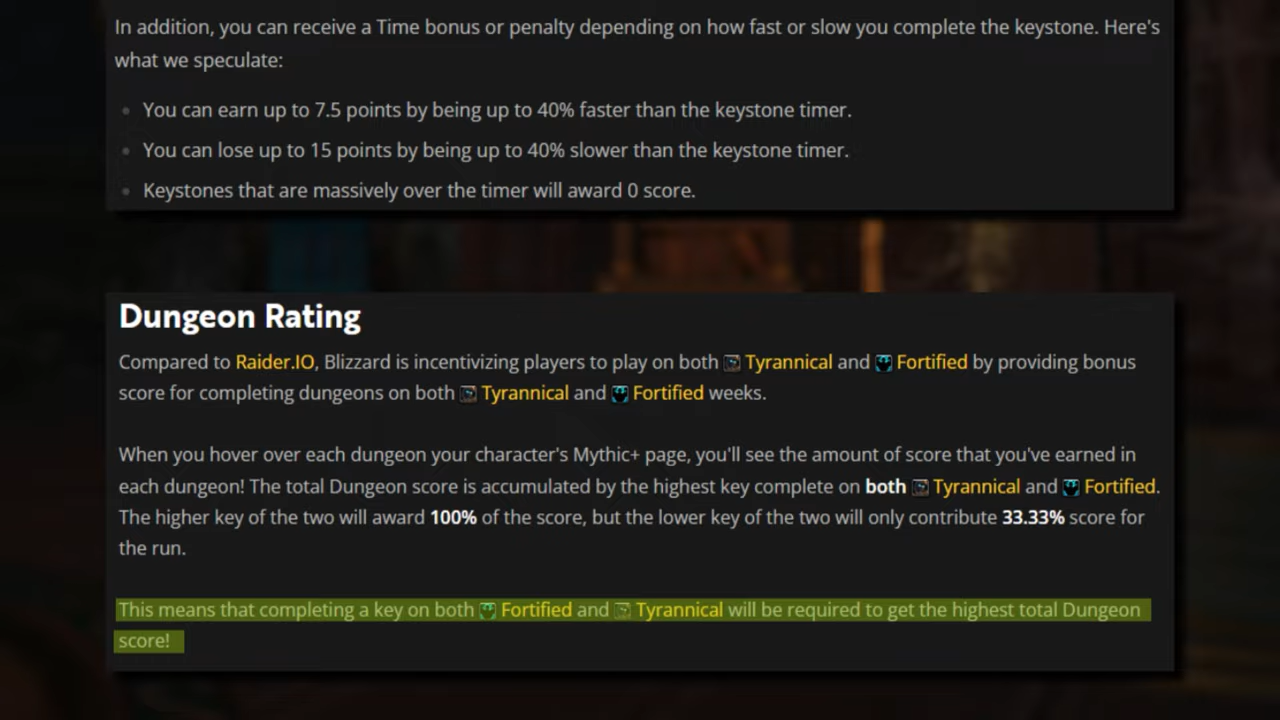 In addition, you can receive a Time bonus or penalty depending on how fast or slow you complete the keystone. Here's
what we speculate:
You can earn up to 7.5 points by being up to 40% faster than the keystone timer.
You can lose up to 15 points by being up to 40% slower than the keystone timer.
Keystones that are massively over the timer will award 0 score.
Dungeon Rating
Compared to Raider.IO, Blizzard is incentivizing players to play on both Tyrannical and Fortified by providing bonus
score for completing dungeons on both Tyrannical and Fortified weeks.
When you hover over each dungeon your character's Mythic+ page, you'll see the amount of score that you've earned in
each dungeon! The total Dungeon score is accumulated by the highest key complete on both Tyrannical and Fortified.
The higher key of the two will award 100% of the score, but the lower key of the two will only contribute 33.33% score for
the run.
This means that completing a key on both Fortified and Tyrannical will be required to get the highest total Dungeon
score!